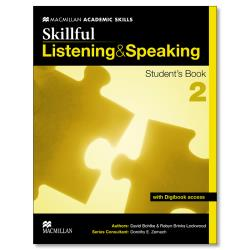 MACMILLAN ACADEMIC SKILLS
Skillful
Listening&Speaking
Student's Book
2
with Digibook access
Authors: David Bohlke & Robyn Brinks Lockwood
Series Consultant: Dorothy E. Zemach
MACMILLAN